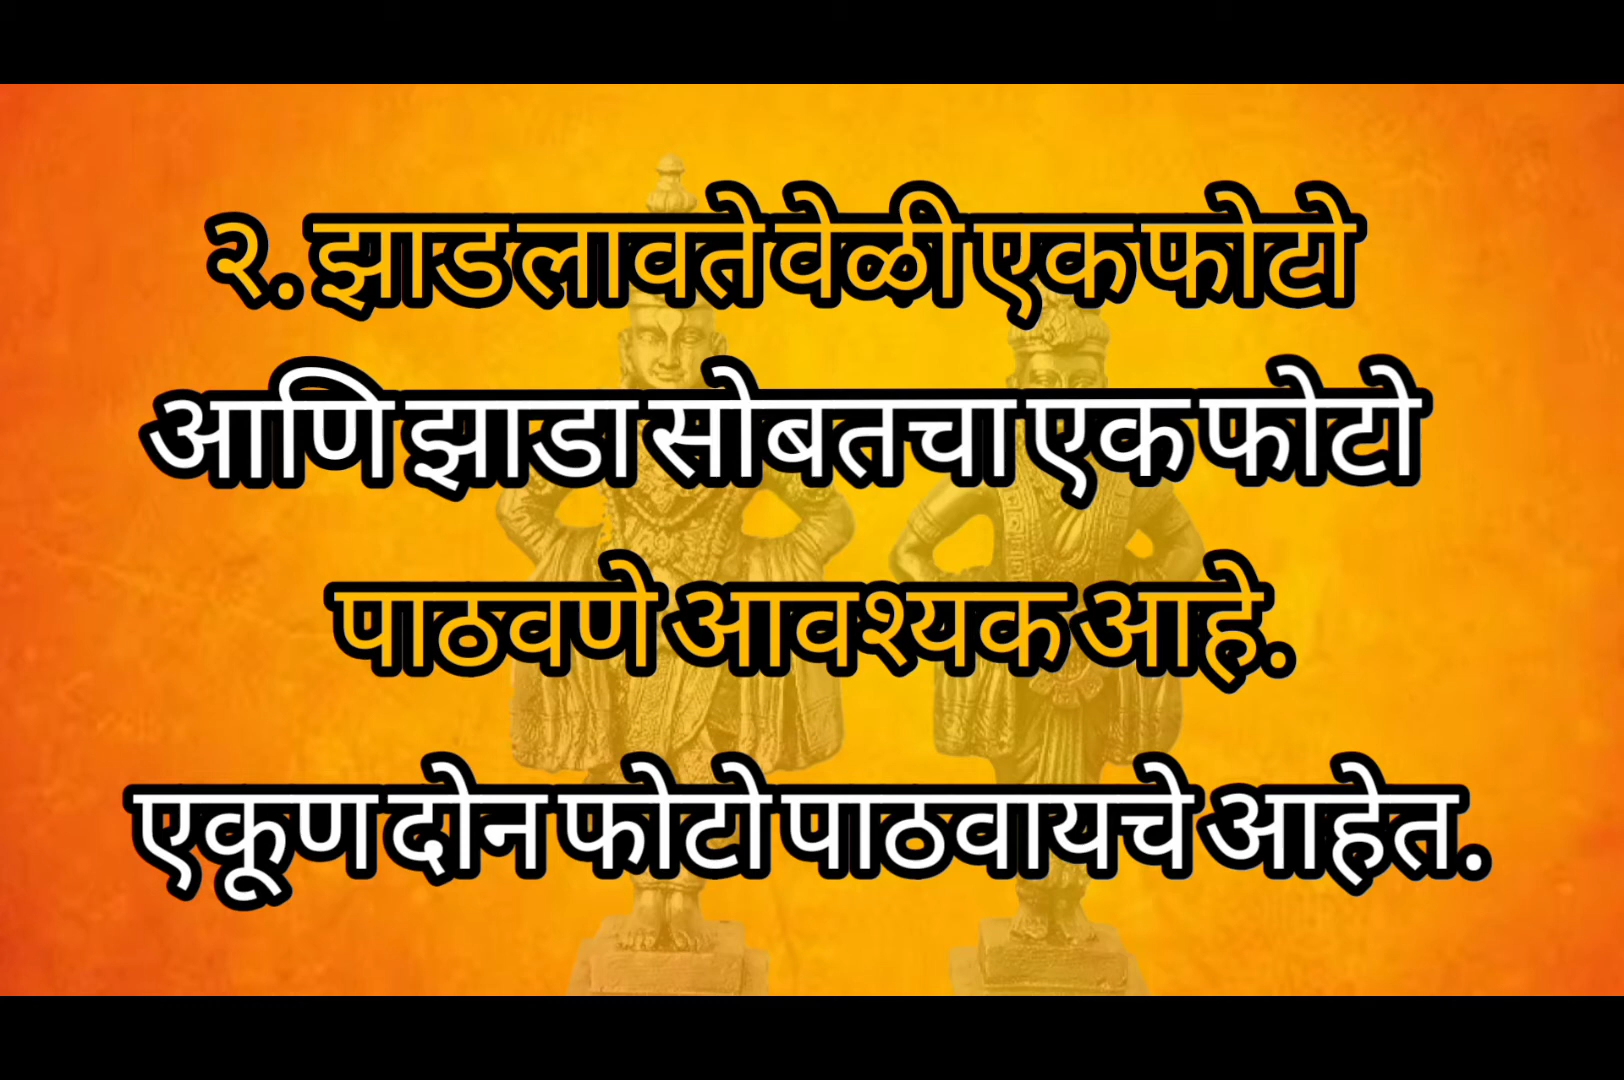 २. झाड लावते वेळी एक फोटो
आणि झाडा सोबतचा एक फोटो
पाठवणे आवश्यक आहे.
एकूण दोन फोटो पाठवायचे आहेत.